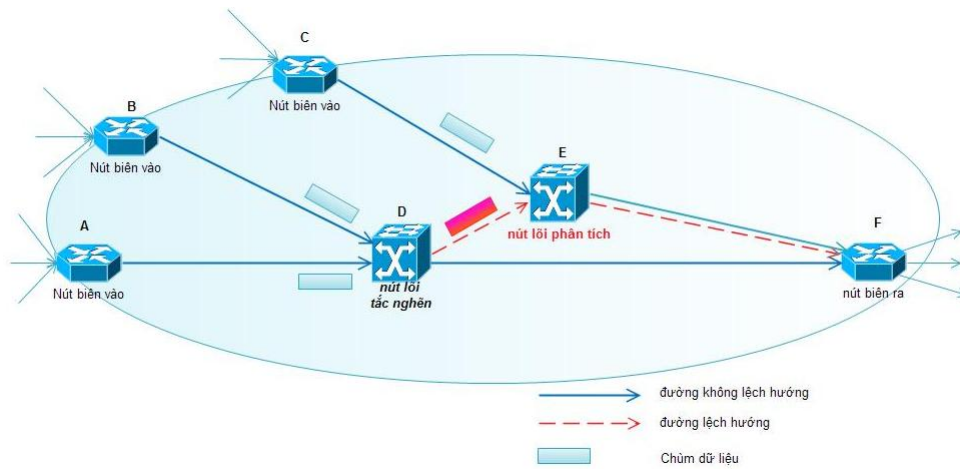 C
Nút biên vào
B
Nút biên vào
E
nút lõi phân tích
D
nút lõi
tắc nghẽn
A
Nút biên vào
F
nút biên ra
đường không lệch hướng
đường lệch hướng
Chùm dữ liệu